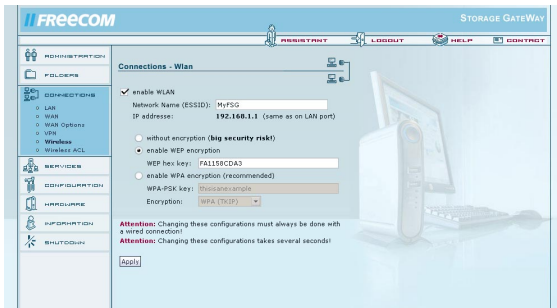 FREECOM
STORAGE GATEWAY
ASSISTANT
LOGOUT
HELP
CONTACT
ADMINISTRATION
FOLDERS
CONNECTIONS
LAN
WAN
WAN Options
VPN
Wireless
Wireless ACL
SERVICES
CONFIGURATION
HARDWARE
INFORMATION
SHUTDOWN
Connections - Wlan
enable WLAN
Network Name (ESSID): MyFSG
IP addresse: 192.168.1.1 (same as on LAN port)
without encryption (big security risk!)
enable WEP encryption
WEP hex key: FA1158CDA3
enable WPA encryption (recommended)
WPA-PSK key: thisisanexample
Encryption: WPA (TKIP)
Attention: Changing these configurations must always be done with
a wired connection!
Attention: Changing these configurations takes several seconds!
Apply